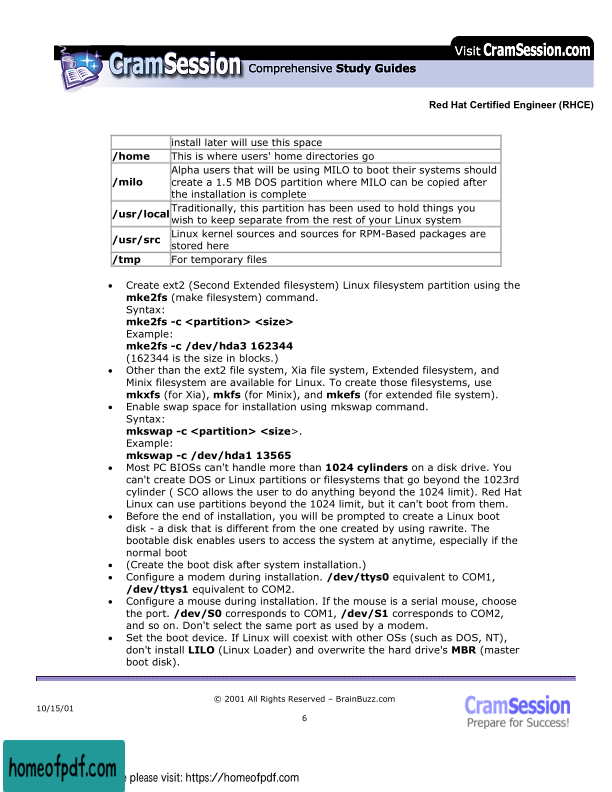 Visit CramSession.com
CramSession Comprehensive Study Guides
Red Hat Certified Engineer (RHCE)
install later will use this space
/home This is where users' home directories go
/milo Alpha users that will be using MILO to boot their systems should
create a 1.5 MB DOS partition where MILO can be copied after
the installation is complete
/usr/local Traditionally, this partition has been used to hold things you
wish to keep separate from the rest of your Linux system
/usr/src Linux kernel sources and sources for RPM-Based packages are
stored here
/tmp For temporary files
• Create ext2 (Second Extended filesystem) Linux filesystem partition using the
mke2fs (make filesystem) command.
Syntax:
mke2fs -c <partition> <size>
Example:
mke2fs -c /dev/hda3 162344
(162344 is the size in blocks.)
• Other than the ext2 file system, Xia file system, Extended filesystem, and
Minix filesystem are available for Linux. To create those filesystems, use
mkxfs (for Xia), mkfs (for Minix), and mkefs (for extended file system).
• Enable swap space for installation using mkswap command.
Syntax:
mkswap -c <partition> <size>.
Example:
mkswap -c /dev/hda1 13565
• Most PC BIOSs can't handle more than 1024 cylinders on a disk drive. You
can't create DOS or Linux partitions or filesystems that go beyond the 1023rd
cylinder ( SCO allows the user to do anything beyond the 1024 limit). Red Hat
Linux can use partitions beyond the 1024 limit, but it can't boot from them.
• Before the end of installation, you will be prompted to create a Linux boot
disk - a disk that is different from the one created by using rawrite. The
bootable disk enables users to access the system at anytime, especially if the
normal boot
• (Create the boot disk after system installation.)
• Configure a modem during installation. /dev/ttys0 equivalent to COM1,
/dev/ttys1 equivalent to COM2.
• Configure a mouse during installation. If the mouse is a serial mouse, choose
the port. /dev/S0 corresponds to COM1, /dev/S1 corresponds to COM2,
and so on. Don't select the same port as used by a modem.
• Set the boot device. If Linux will coexist with other OSs (such as DOS, NT),
don't install LILO (Linux Loader) and overwrite the hard drive's MBR (master
boot disk).
© 2001 All Rights Reserved – BrainBuzz.com
10/15/01
6
CramSession
Prepare for Success!
homeofpdf.com
please visit: https://homeofpdf.com